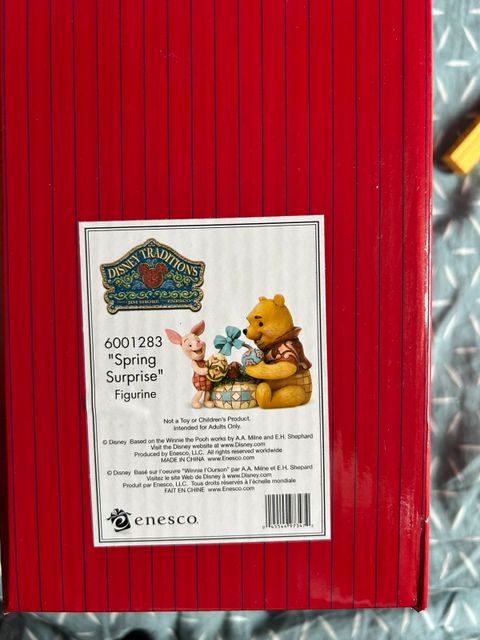 DISNEY TRADITIONS
JIM SHORE ENESCO
6001283
"Spring
Surprise"
Figurine
Not a Toy or Children's Product.
Intended for Adults Only.
© Disney Based on the Winnie the Pooh works by A.A. Milne and E.H. Shephard
Visit the Disney website at www.Disney.com
Produced by Enesco, LLC. All rights reserved worldwide
MADE IN CHINA www.Enesco.com
© Disney Basé sur l'oeuvre "Winnie l'Ourson" par A.A. Milne et E.H. Shephard
Visitez le site Web de Disney à www.Disney.com
Produit par Enesco, LLC. Tous droits réservés à l'échelle mondiale
FAIT EN CHINE www.Enesco.com
enesco.